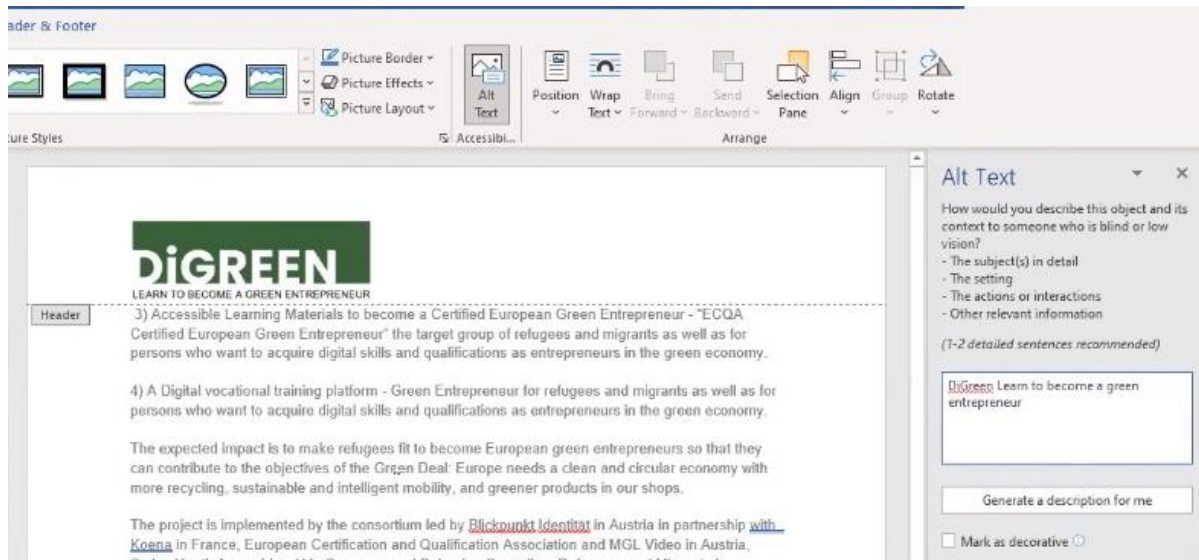 ader & Footer
Picture Border
Picture Effects
Picture Layout
Alt
Text
Position
Wrap
Text
Bring
Forward
Send
Backward
Selection
Pane
Align
Group
Rotate
ure Styles
Accessibi...
Arrange
DiGREEN
LEARN TO BECOME A GREEN ENTREPRENEUR
Header
3) Accessible Learning Materials to become a Certified European Green Entrepreneur - "ECQA
Certified European Green Entrepreneur" the target group of refugees and migrants as well as for
persons who want to acquire digital skills and qualifications as entrepreneurs in the green economy.
4) A Digital vocational training platform - Green Entrepreneur for refugees and migrants as well as for
persons who want to acquire digital skills and qualifications as entrepreneurs in the green economy.
The expected impact is to make refugees fit to become European green entrepreneurs so that they
can contribute to the objectives of the Green Deal: Europe needs a clean and circular economy with
more recycling, sustainable and intelligent mobility, and greener products in our shops.
The project is implemented by the consortium led by Blickpunkt Identitat in Austria in partnership with
Koena in France, European Certification and Qualification Association and MGL Video in Austria,
Alt Text
How would you describe this object and its
context to someone who is blind or low
vision?
- The subject(s) in detail
- The setting
- The actions or interactions
- Other relevant information
(1-2 detailed sentences recommended)
DiGreen Learn to become a green
entrepreneur
Generate a description for me
Mark as decorative